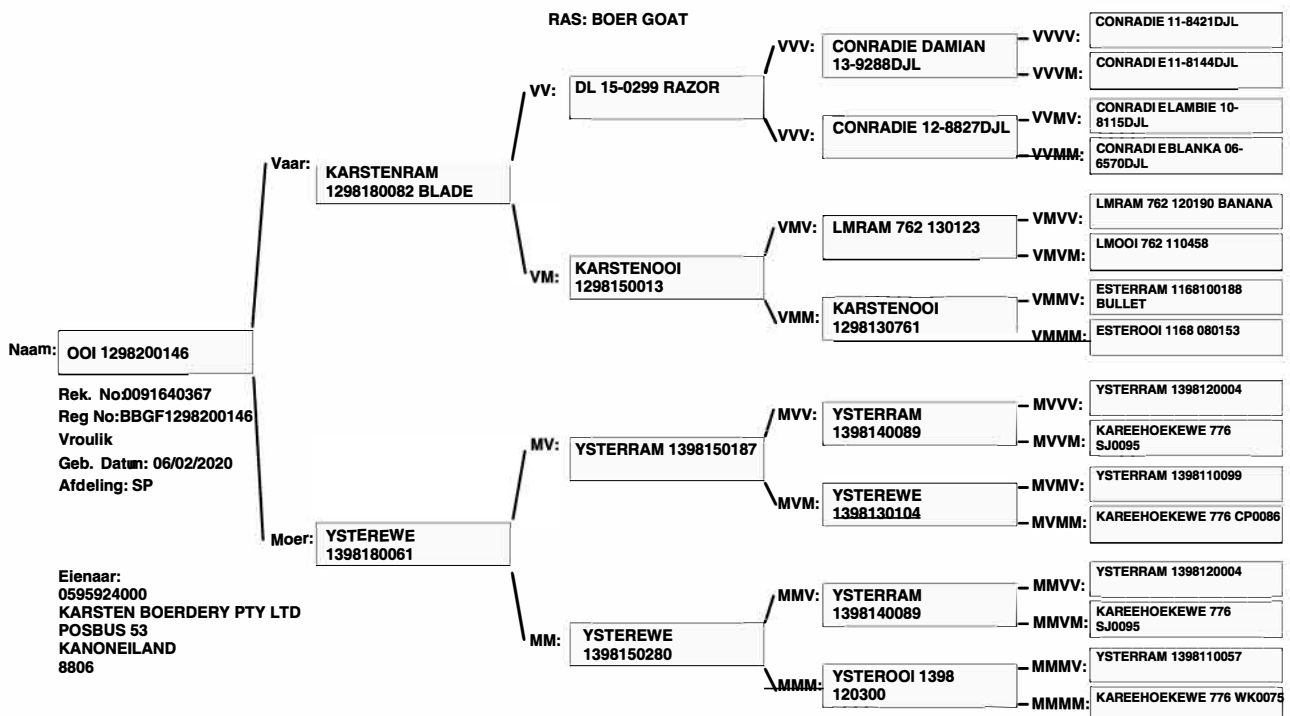 RAS: BOER GOAT
Naam: OOI 1298200146
Rek. No:0091640367
Reg No:BBGF1298200146
Vroulik
Geb. Datum: 06/02/2020
Afdeling: SP
Eienaar:
0595924000
KARSTEN BOERDERY PTY LTD
POSBUS 53
KANONEILAND
8806
Vaar: KARSTENRAM
1298180082 BLADE
Moer: YSTEREWE
1398180061
VV: DL 15-0299 RAZOR
VM: KARSTENOOI
1298150013
MV: YSTERRAM 1398150187
MM: YSTEREWE
1398150280
VVV: CONRADIE DAMIAN
13-9288DJL
VVV: CONRADIE 12-8827DJL
VMV: LMRAM 762 130123
VMM: KARSTENOOI
1298130761
MVV: YSTERRAM
1398140089
MVM: YSTEREWE
1398130104
MMV: YSTERRAM
1398140089
MMM: YSTEROOI 1398
120300
VVVV: CONRADIE 11-8421DJL
VVVM: CONRADIE11-8144DJL
VVMV: CONRADIELAMBIE 10-
8115DJL
VVMM: CONRADIEBLANKA 06-
6570DJL
VMVV: LMRAM 762 120190 BANANA
VMVM: LMOOI 762 110458
VMMV: ESTERRAM 1168100188
BULLET
VMMM: ESTEROOI 1168 080153
MVVV: YSTERRAM 1398120004
MVVM: KAREEHOEKEWE 776
SJ0095
MVMV: YSTERRAM 1398110099
MVMM: KAREEHOEKEWE 776 CP0086
MMVV: YSTERRAM 1398120004
MMVM: KAREEHOEKEWE 776
SJ0095
MMMV: YSTERRAM 1398110057
MMMM: KAREEHOEKEWE 776 WK0075